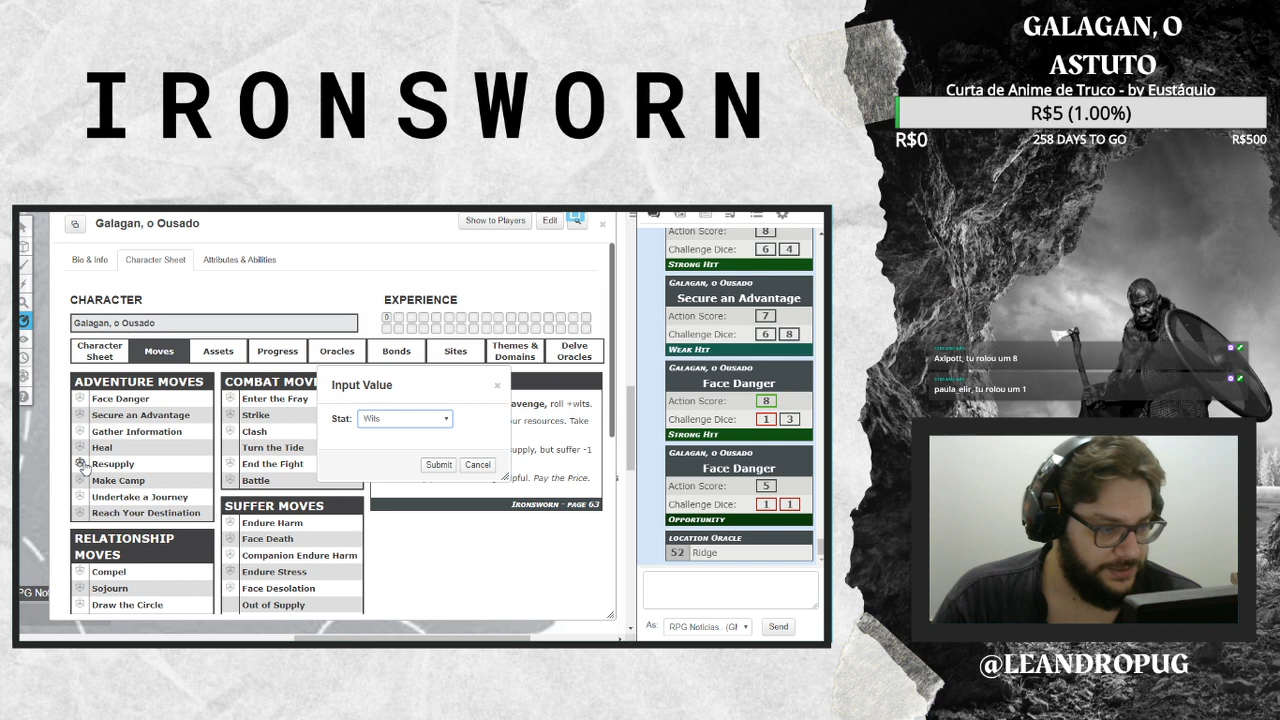 IRONSWORN
GALAGAN, O
ASTUTO
Curta de Anime de Truco - by Eustáquio
R$5 (1.00%)
R$0
258 DAYS TO GO
R$500
Galagan, o Ousado
Show to Players
Edit
Bio & Info
Character Sheet
Attributes & Abilities
CHARACTER
EXPERIENCE
Galagan, o Ousado
0
Character Sheet
Moves
Assets
Progress
Oracles
Bonds
Sites
Themes & Domains
Delve Oracles
ADVENTURE MOVES
Face Danger
Secure an Advantage
Gather Information
Heal
Resupply
Make Camp
Undertake a Journey
Reach Your Destination
RELATIONSHIP
MOVES
Compel
Sojourn
Draw the Circle
COMBAT MOV
Enter the Fray
Strike
Clash
Turn the Tide
End the Fight
Battle
SUFFER MOVES
Endure Harm
Face Death
Companion Endure Harm
Endure Stress
Face Desolation
Out of Supply
Input Value
Stat:
Wits
Submit
Cancel
avenge, roll +wits.
ur resources. Take
upply, but suffer -1
pful. Pay the Price.
IRONSWORN - PAGE 63
Action Score: 8
Challenge Dice: 6 4
STRONG HIT
GALAGAN, O OUSADO
Secure an Advantage
Action Score: 7
Challenge Dice: 6 8
WEAK HIT
GALAGAN, O OUSADO
Face Danger
Action Score: 8
Challenge Dice: 1 3
STRONG HIT
GALAGAN, O OUSADO
Face Danger
Action Score: 5
Challenge Dice: 1 1
OPPORTUNITY
LOCATION ORACLE
52 Ridge
As:
RPG Noticias . (GM
Send
Axlpott, tu rolou um 8
paula_elir, tu rolou um 1
@LEANDROPUG